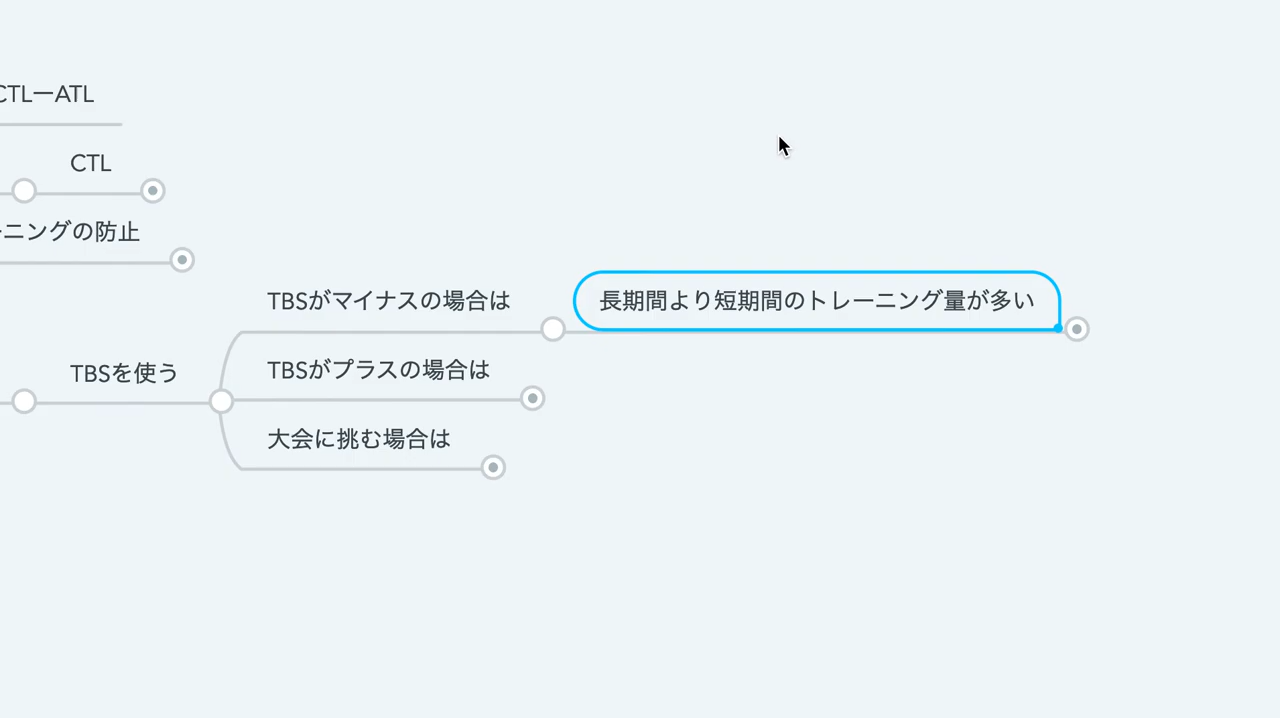 CTLーATL
CTL
ーニングの防止
TBSがマイナスの場合は
長期間より短期間のトレーニング量が多い
TBSがプラスの場合は
TBSを使う
大会に挑む場合は